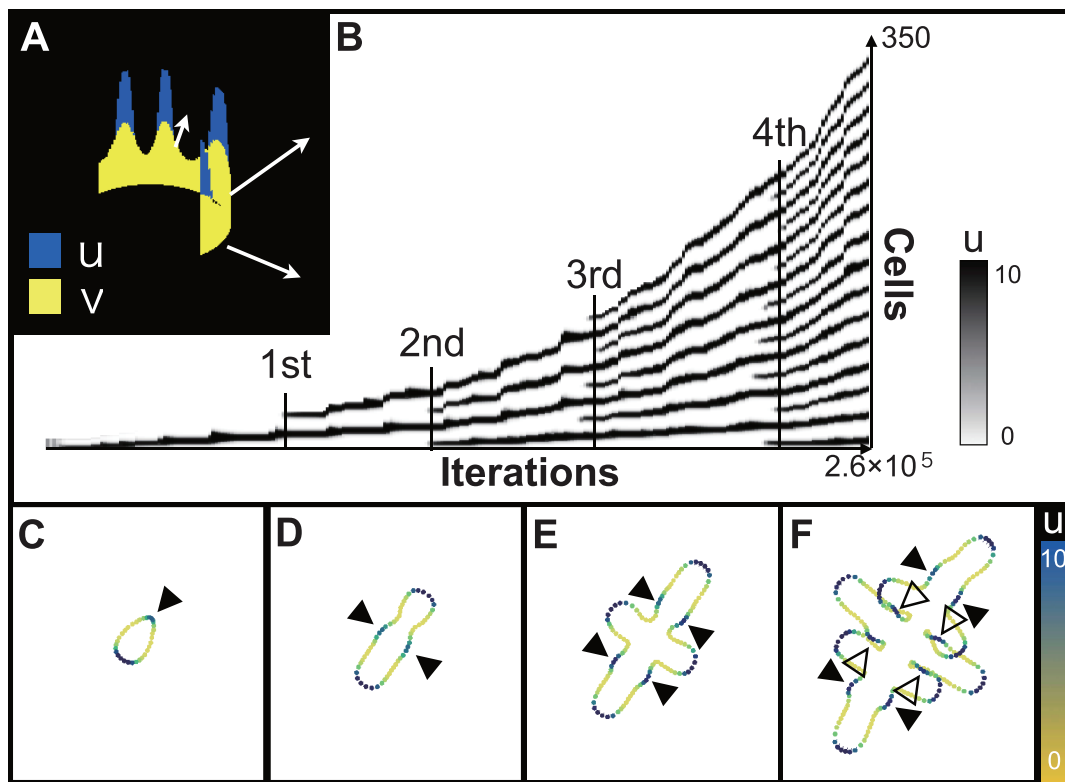 A
u
v
B
350
1st
2nd
3rd
4th
Cells
Iterations
2.6×10⁵
u
10
0
C
D
E
F
u
10
0